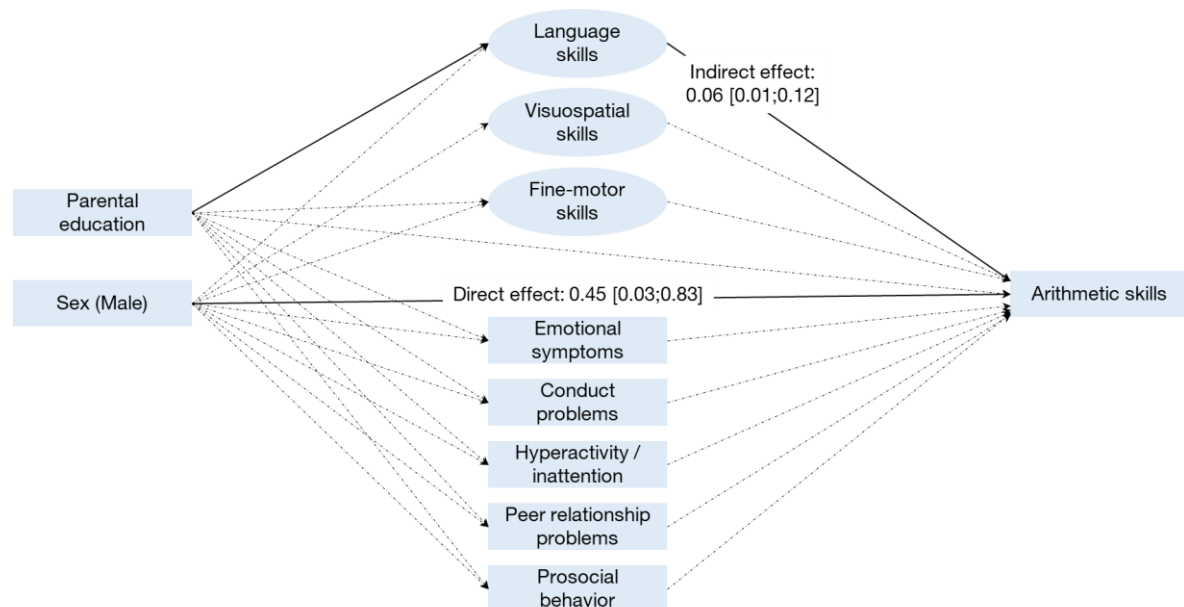 Language
skills
Indirect effect:
0.06 [0.01;0.12]
Visuospatial
skills
Fine-motor
skills
Parental
education
Sex (Male)
Direct effect: 0.45 [0.03;0.83]
Arithmetic skills
Emotional
symptoms
Conduct
problems
Hyperactivity /
inattention
Peer relationship
problems
Prosocial
behavior